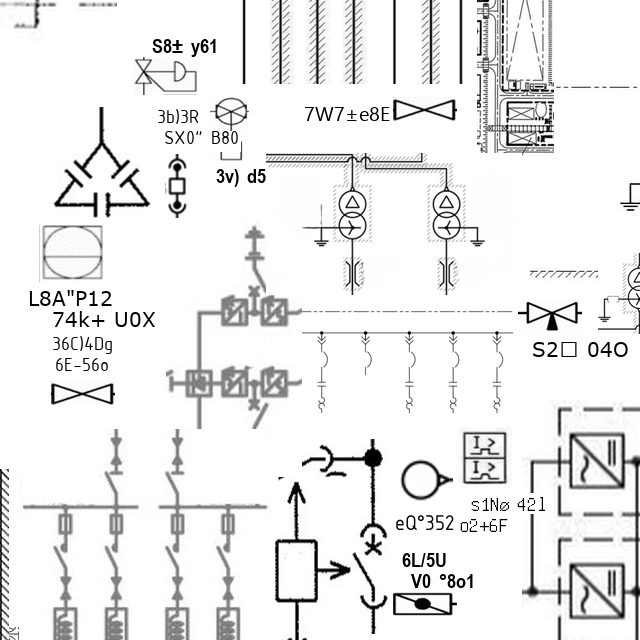 S8± y61
3b)3R
SX0" B80
7W7±e8E
3v) d5
L8A"P12
74k+ U0X
36C)4Dg
6E-56o
S2□ 04O
s1Nø 421
eQ°352
o2+6F
6L/5U
V0 °8o1